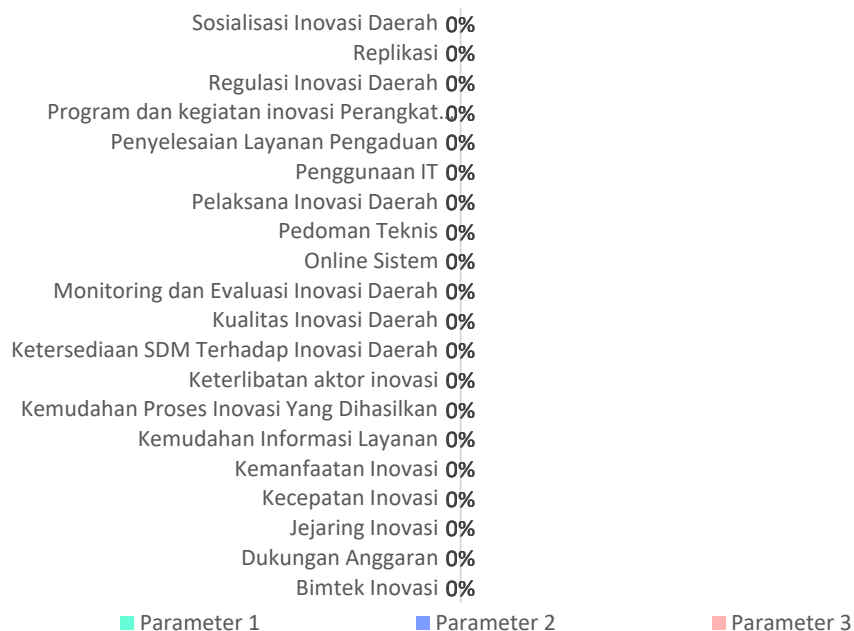 Sosialisasi Inovasi Daerah 0%
Replikasi 0%
Regulasi Inovasi Daerah 0%
Program dan kegiatan inovasi Perangkat… 0%
Penyelesaian Layanan Pengaduan 0%
Penggunaan IT 0%
Pelaksana Inovasi Daerah 0%
Pedoman Teknis 0%
Online Sistem 0%
Monitoring dan Evaluasi Inovasi Daerah 0%
Kualitas Inovasi Daerah 0%
Ketersediaan SDM Terhadap Inovasi Daerah 0%
Keterlibatan aktor inovasi 0%
Kemudahan Proses Inovasi Yang Dihasilkan 0%
Kemudahan Informasi Layanan 0%
Kemanfaatan Inovasi 0%
Kecepatan Inovasi 0%
Jejaring Inovasi 0%
Dukungan Anggaran 0%
Bimtek Inovasi 0%
Parameter 1 Parameter 2 Parameter 3